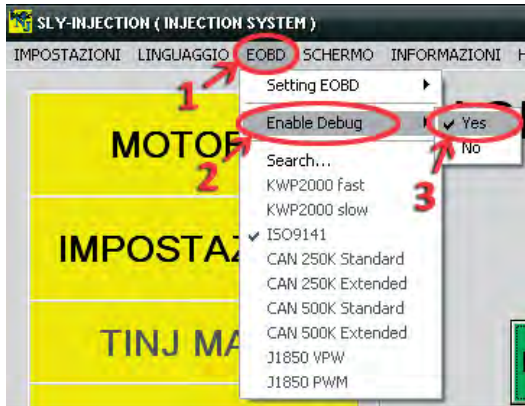 SLY-INJECTION ( INJECTION SYSTEM )
IMPOSTAZIONI LINGUAGGIO EOBD SCHERMO INFORMAZIONI H
1
Setting EOBD
MOTOR
Enable Debug
Yes
2
No
3
Search...
KWP2000 fast
KWP2000 slow
IMPOSTAZ
ISO9141
CAN 250K Standard
CAN 250K Extended
CAN 500K Standard
TINJ MA
CAN 500K Extended
J1850 VPW
J1850 PWM